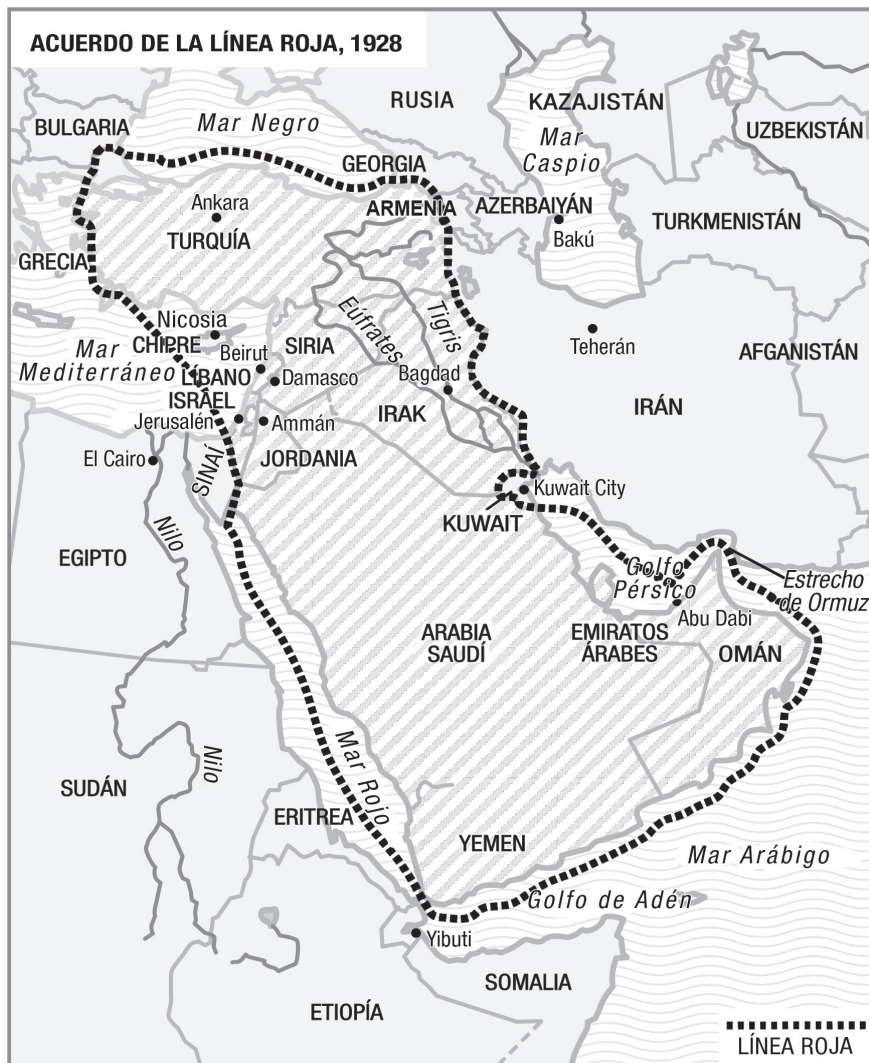 ACUERDO DE LA LÍNEA ROJA, 1928
RUSIA
KAZAJISTÁN
BULGARIA
Mar Negro
UZBEKISTÁN
Mar
Caspio
GEORGIA
ARMENIA
AZERBAIYÁN
TURKMENISTÁN
Ankara
TURQUÍA
Bakú
GRECIA
Nicosia
CHIPRE
Mar
Mediterráneo
Beirut
SIRIA
Eúfrates
Tigris
Teherán
AFGANISTÁN
LÍBANO
Damasco
Bagdad
ISRAEL
Jerusalén
Ammán
IRAK
IRÁN
El Cairo
SINAÍ
JORDANIA
Kuwait City
KUWAIT
Nilo
EGIPTO
Golfo
Pérsico
Estrecho
de Ormuz
Abu Dabi
ARABIA
SAUDÍ
EMIRATOS
ÁRABES
OMÁN
Mar Rojo
Nilo
SUDÁN
ERITREA
YEMEN
Mar Arábigo
Golfo de Adén
Yibuti
SOMALIA
ETIOPÍA
LÍNEA ROJA